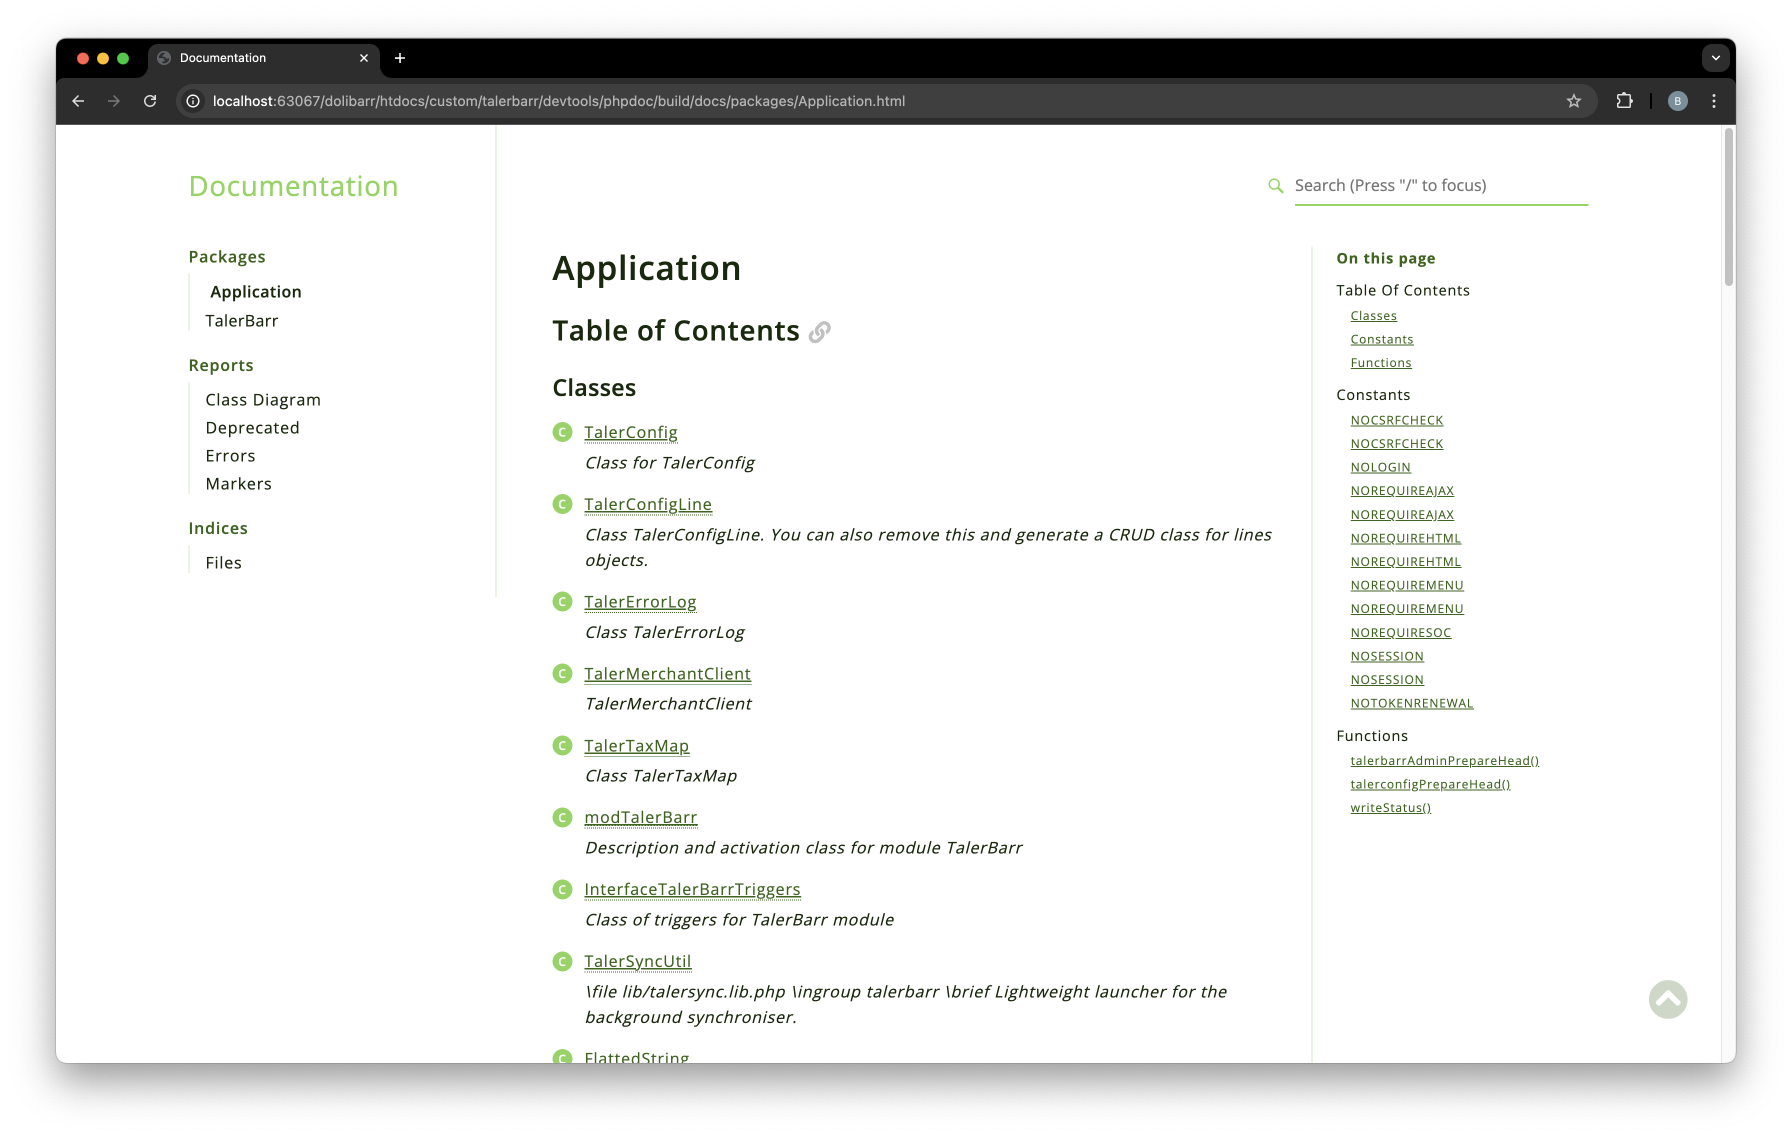 Documentation
localhost:63067/dolibarr/htdocs/custom/talerbarr/devtools/phpdoc/build/docs/packages/Application.html
B
Documentation
Search (Press "/" to focus)
Packages
Application
TalerBarr
Reports
Class Diagram
Deprecated
Errors
Markers
Indices
Files
Application
Table of Contents
Classes
C TalerConfig
Class for TalerConfig
C TalerConfigLine
Class TalerConfigLine. You can also remove this and generate a CRUD class for lines
objects.
C TalerErrorLog
Class TalerErrorLog
C TalerMerchantClient
TalerMerchantClient
C TalerTaxMap
Class TalerTaxMap
C modTalerBarr
Description and activation class for module TalerBarr
C InterfaceTalerBarrTriggers
Class of triggers for TalerBarr module
C TalerSyncUtil
\file lib/talersync.lib.php \ingroup talerbarr \brief Lightweight launcher for the
background synchroniser.
C FlattedString
On this page
Table Of Contents
Classes
Constants
Functions
Constants
NOCSRFCHECK
NOCSRFCHECK
NOLOGIN
NOREQUIREAJAX
NOREQUIREAJAX
NOREQUIREHTML
NOREQUIREHTML
NOREQUIREMENU
NOREQUIREMENU
NOREQUIRESOC
NOSESSION
NOSESSION
NOTOKENRENEWAL
Functions
talerbarrAdminPrepareHead()
talerconfigPrepareHead()
writeStatus()